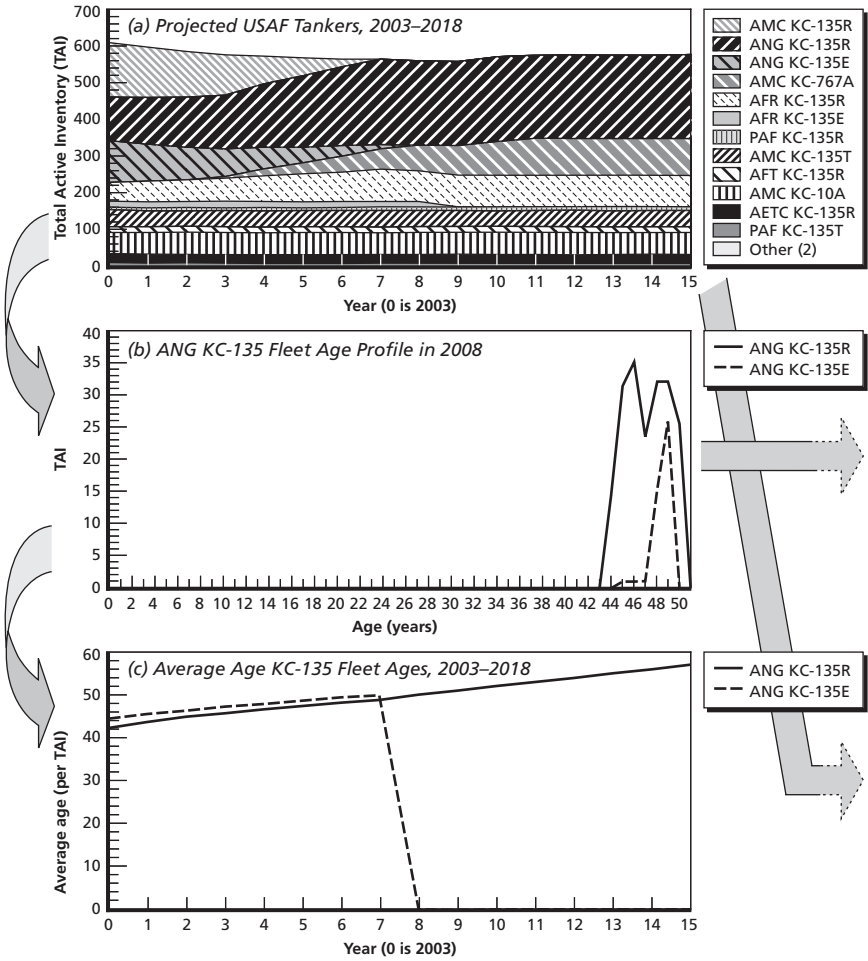 (a) Projected USAF Tankers, 2003–2018
Total Active Inventory (TAI)
700
600
500
400
300
200
100
0
0 1 2 3 4 5 6 7 8 9 10 11 12 13 14 15
Year (0 is 2003)
AMC KC-135R
ANG KC-135R
ANG KC-135E
AMC KC-767A
AFR KC-135R
AFR KC-135E
PAF KC-135R
AMC KC-135T
AFT KC-135R
AMC KC-10A
AETC KC-135R
PAF KC-135T
Other (2)
(b) ANG KC-135 Fleet Age Profile in 2008
TAI
40
35
30
25
20
15
10
5
0
0 2 4 6 8 10 12 14 16 18 20 22 24 26 28 30 32 34 36 38 40 42 44 46 48 50
Age (years)
ANG KC-135R
ANG KC-135E
(c) Average Age KC-135 Fleet Ages, 2003–2018
Average age (per TAI)
60
50
40
30
20
10
0
0 1 2 3 4 5 6 7 8 9 10 11 12 13 14 15
Year (0 is 2003)
ANG KC-135R
ANG KC-135E